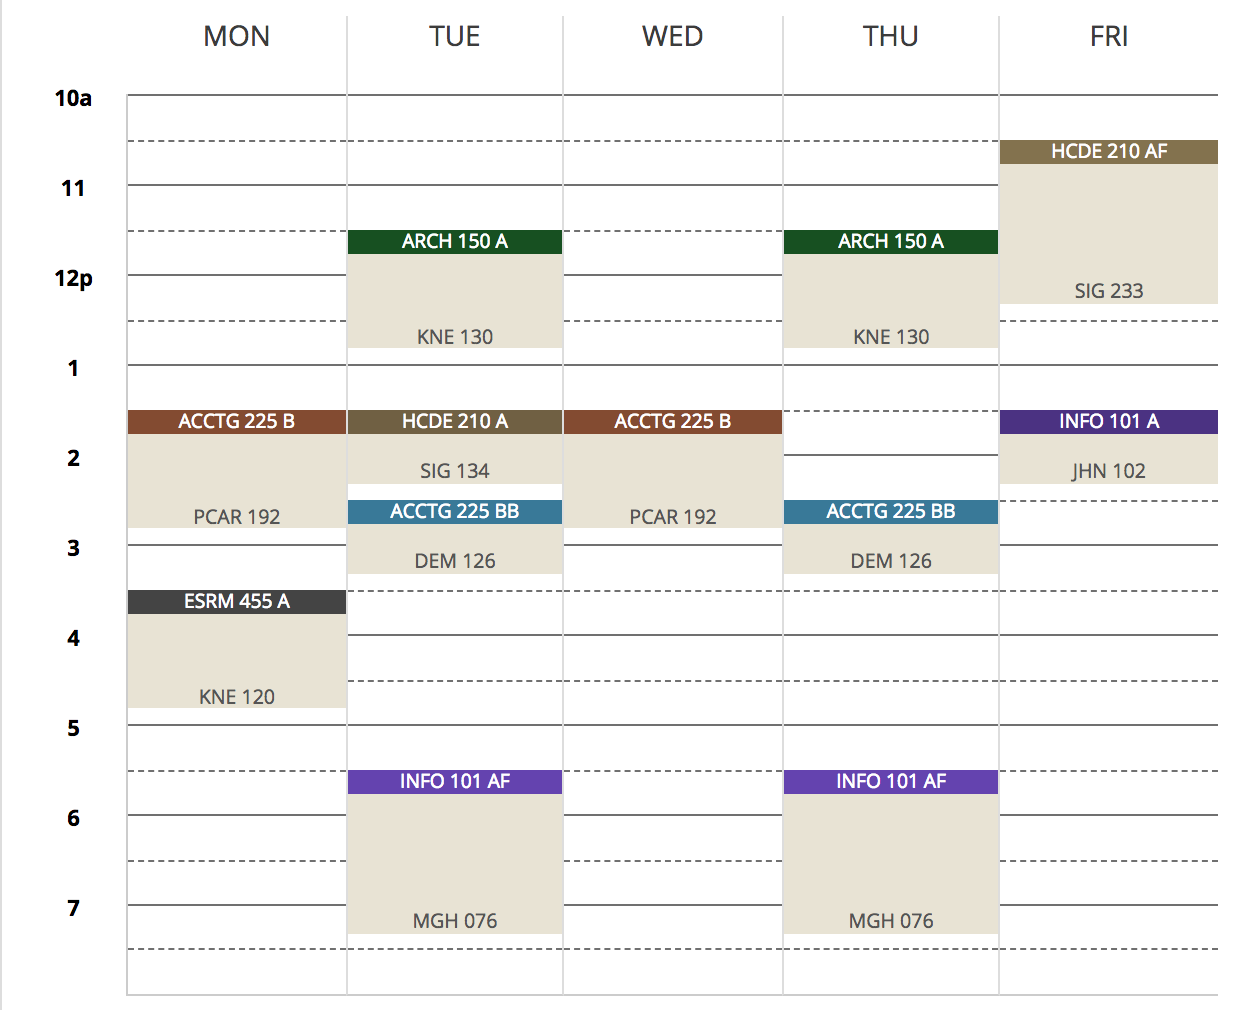 MON TUE WED THU FRI
10a
HCDE 210 AF
11
ARCH 150 A ARCH 150 A
12p
SIG 233
KNE 130 KNE 130
1
ACCTG 225 B HCDE 210 A ACCTG 225 B INFO 101 A
2
SIG 134 JHN 102
ACCTG 225 BB ACCTG 225 BB
PCAR 192 PCAR 192
3
DEM 126 DEM 126
ESRM 455 A
4
KNE 120
5
INFO 101 AF INFO 101 AF
6
7
MGH 076 MGH 076